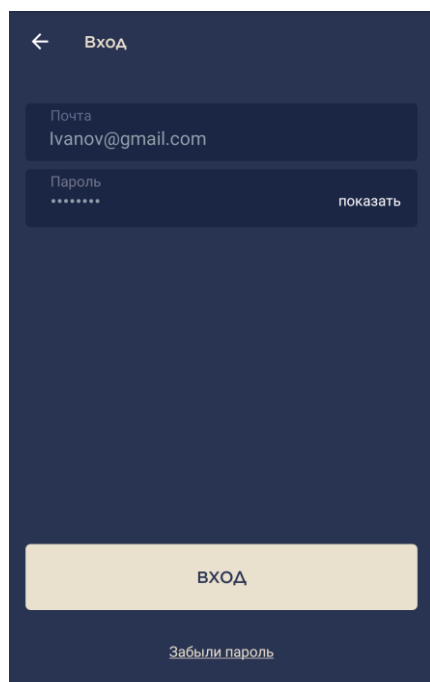 Вход
Почта
Ivanov@gmail.com
Пароль
••••••••
показать
ВХОД
Забыли пароль